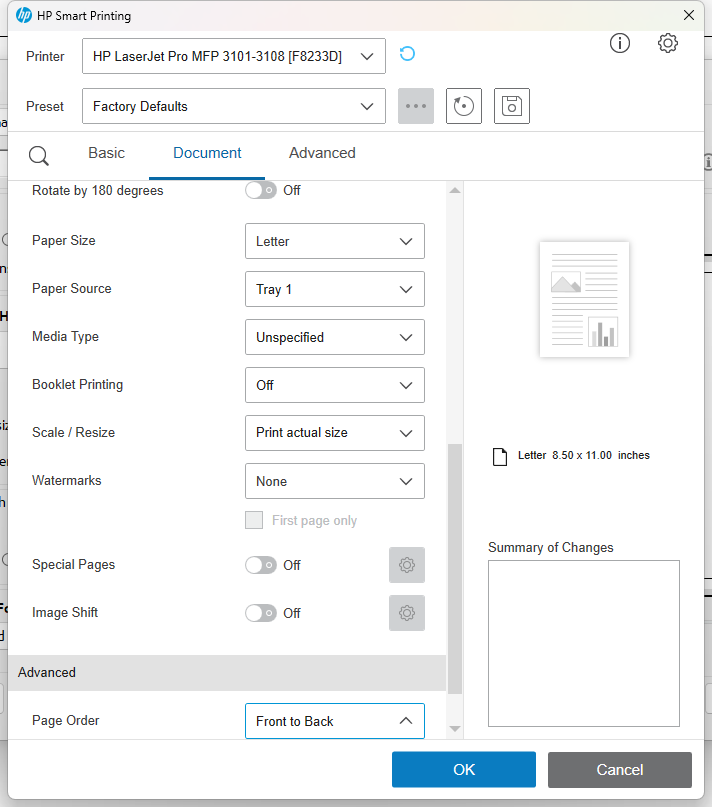 HP Smart Printing
Printer HP LaserJet Pro MFP 3101-3108 [F8233D]
Preset Factory Defaults
Basic Document Advanced
Rotate by 180 degrees Off
Paper Size Letter
Paper Source Tray 1
Media Type Unspecified
Booklet Printing Off
Scale / Resize Print actual size
Watermarks None
First page only
Special Pages Off
Image Shift Off
Advanced
Page Order Front to Back
Letter 8.50 x 11.00 inches
Summary of Changes
OK Cancel